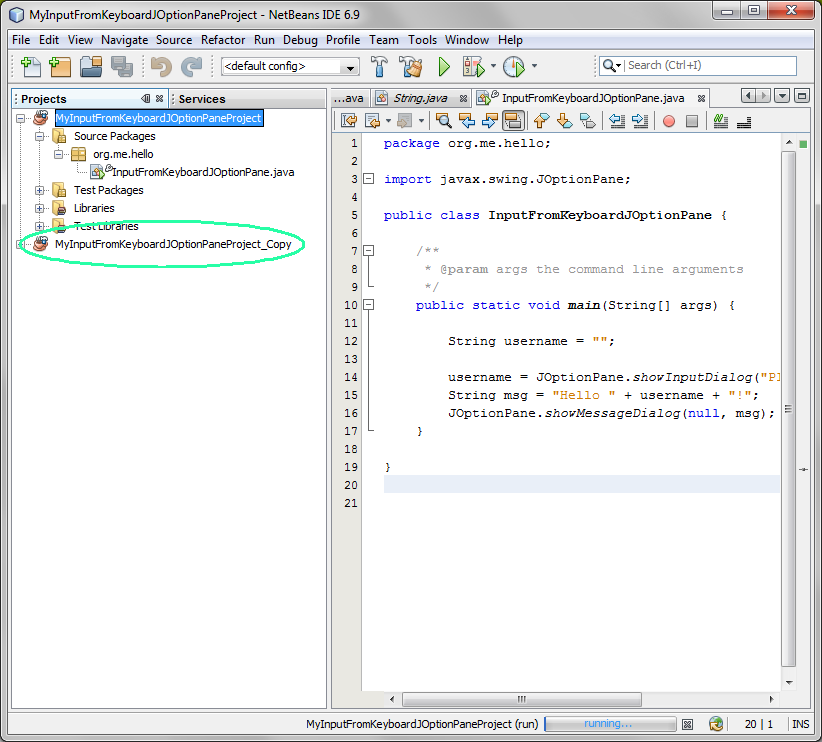 MyInputFromKeyboardJOptionPaneProject - NetBeans IDE 6.9
File Edit View Navigate Source Refactor Run Debug Profile Team Tools Window Help
<default config>
Search (Ctrl+I)
Projects
Services
MyInputFromKeyboardJOptionPaneProject
Source Packages
org.me.hello
InputFromKeyboardJOptionPane.java
Test Packages
Libraries
Test Libraries
MyInputFromKeyboardJOptionPaneProject_Copy
...ava String.java InputFromKeyboardJOptionPane.java
1 package org.me.hello;
2
3 import javax.swing.JOptionPane;
4
5 public class InputFromKeyboardJOptionPane {
6
7 /**
8 * @param args the command line arguments
9 */
10 public static void main(String[] args) {
11
12 String username = "";
13
14 username = JOptionPane.showInputDialog("Pl
15 String msg = "Hello " + username + "!";
16 JOptionPane.showMessageDialog(null, msg);
17 }
18
19 }
20
21
MyInputFromKeyboardJOptionPaneProject (run) running... 20 | 1 INS